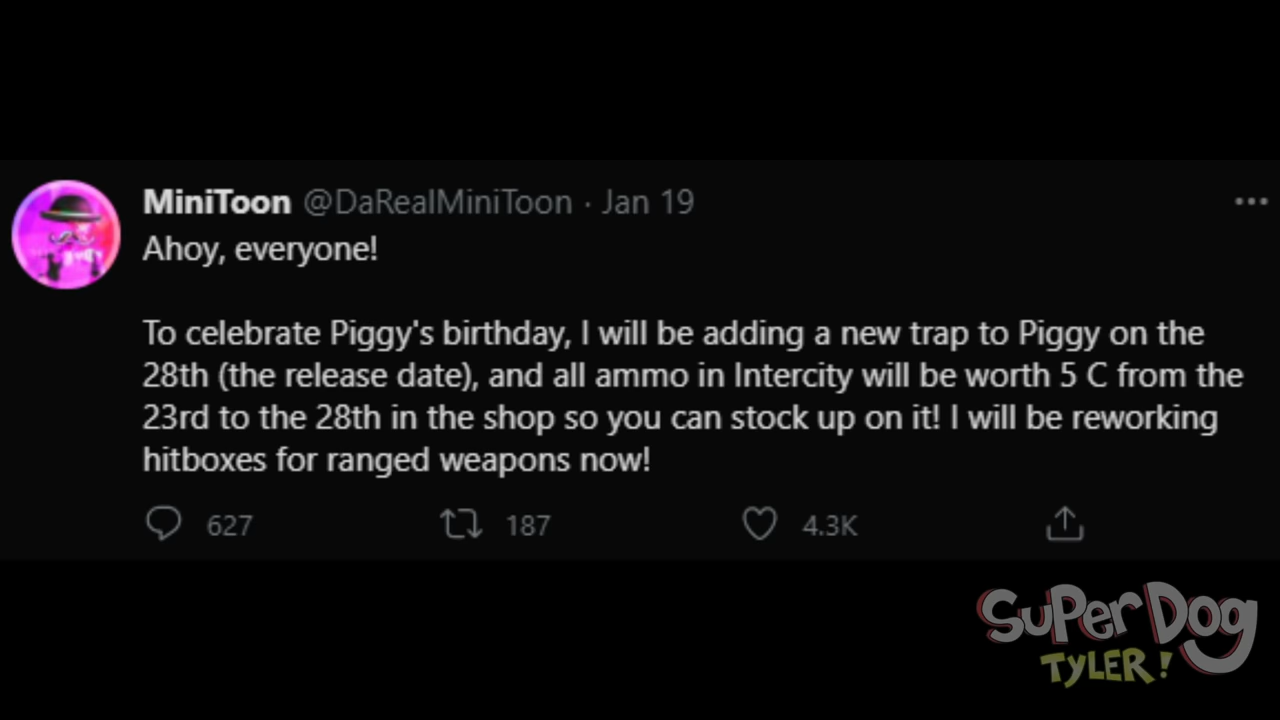 MiniToon @DaRealMiniToon · Jan 19
Ahoy, everyone!
To celebrate Piggy's birthday, I will be adding a new trap to Piggy on the
28th (the release date), and all ammo in Intercity will be worth 5 C from the
23rd to the 28th in the shop so you can stock up on it! I will be reworking
hitboxes for ranged weapons now!
627 187 4.3K
SuPer Dog
TYLER!